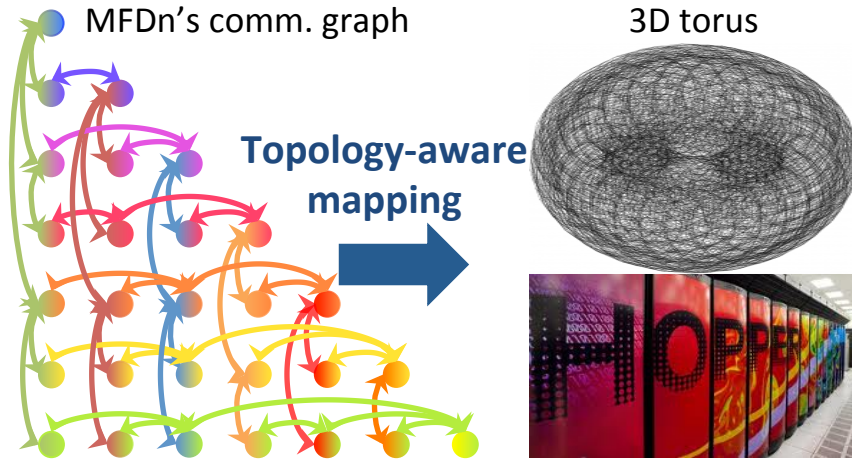 MFDn's comm. graph
3D torus
Topology-aware
mapping
HOPPER